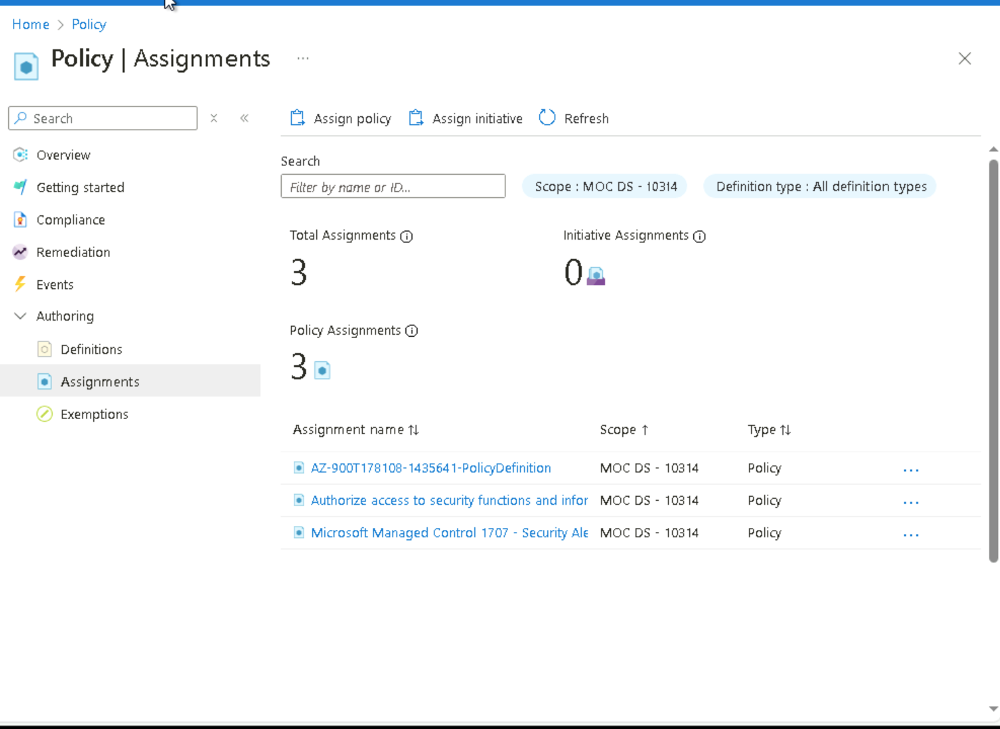 Home > Policy
Policy | Assignments ...
Search
Overview
Getting started
Compliance
Remediation
Events
Authoring
Definitions
Assignments
Exemptions
Assign policy Assign initiative Refresh
Search
Filter by name or ID... Scope : MOC DS - 10314 Definition type : All definition types
Total Assignments Initiative Assignments
3 0
Policy Assignments
3
Assignment name ↑↓ Scope ↑ Type ↑↓
AZ-900T178108-1435641-PolicyDefinition MOC DS - 10314 Policy ...
Authorize access to security functions and infor MOC DS - 10314 Policy ...
Microsoft Managed Control 1707 - Security Ale MOC DS - 10314 Policy ...